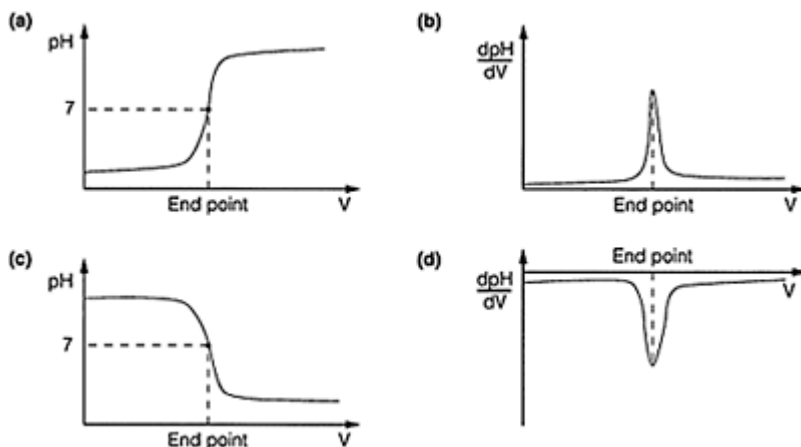 (a)
pH
7
End point
V
(b)
dpH
dV
End point
V
(c)
pH
7
End point
V
(d)
End point
dpH
dV
V